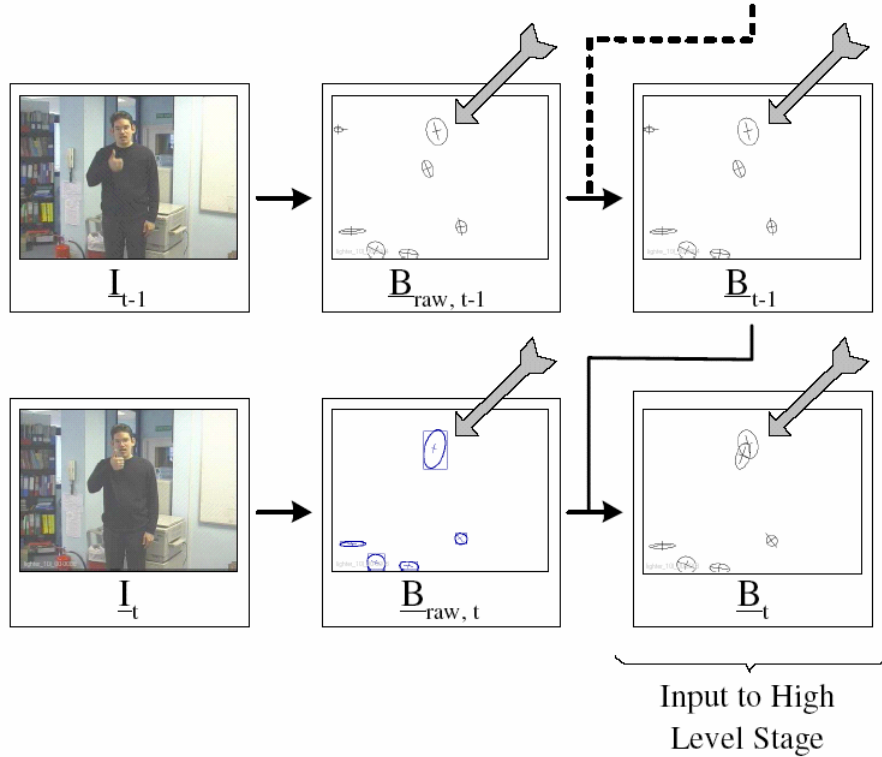 I t-1
B raw, t-1
B t-1
I t
B raw, t
B t
Input to High
Level Stage